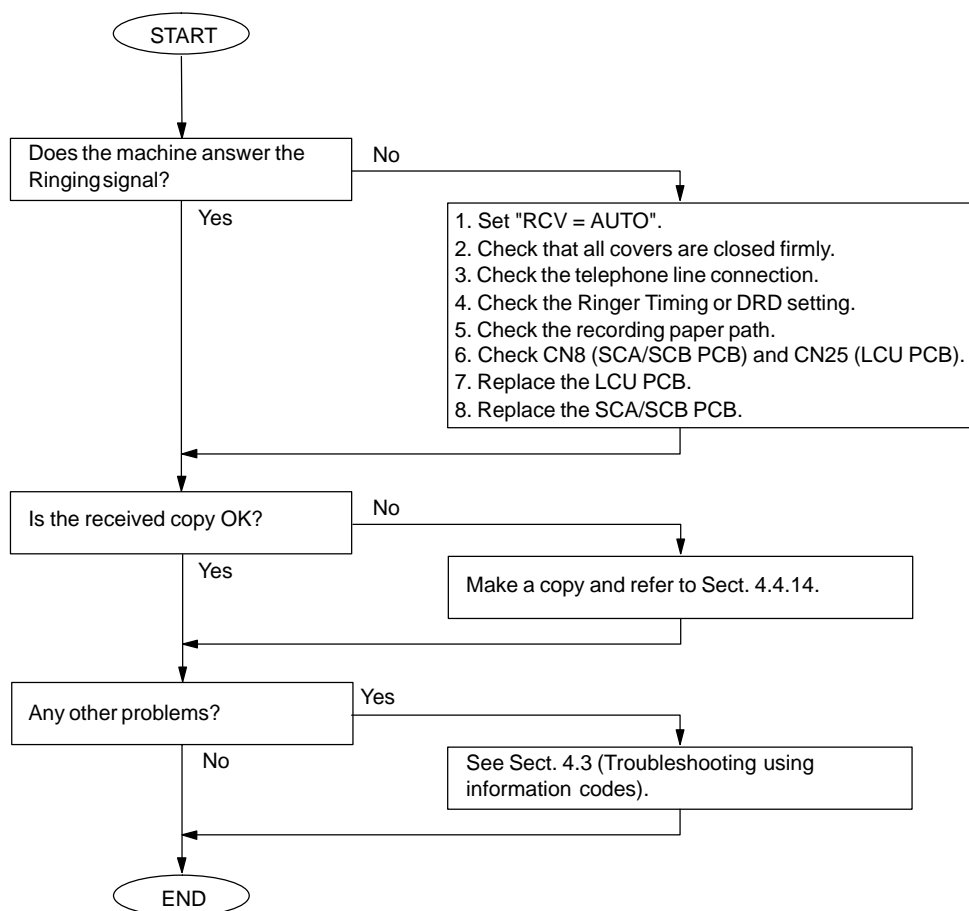 START
Does the machine answer the
Ringingsignal?
No
Yes
1. Set "RCV = AUTO".
2. Check that all covers are closed firmly.
3. Check the telephone line connection.
4. Check the Ringer Timing or DRD setting.
5. Check the recording paper path.
6. Check CN8 (SCA/SCB PCB) and CN25 (LCU PCB).
7. Replace the LCU PCB.
8. Replace the SCA/SCB PCB.
Is the received copy OK?
No
Yes
Make a copy and refer to Sect. 4.4.14.
Any other problems?
Yes
No
See Sect. 4.3 (Troubleshooting using
information codes).
END